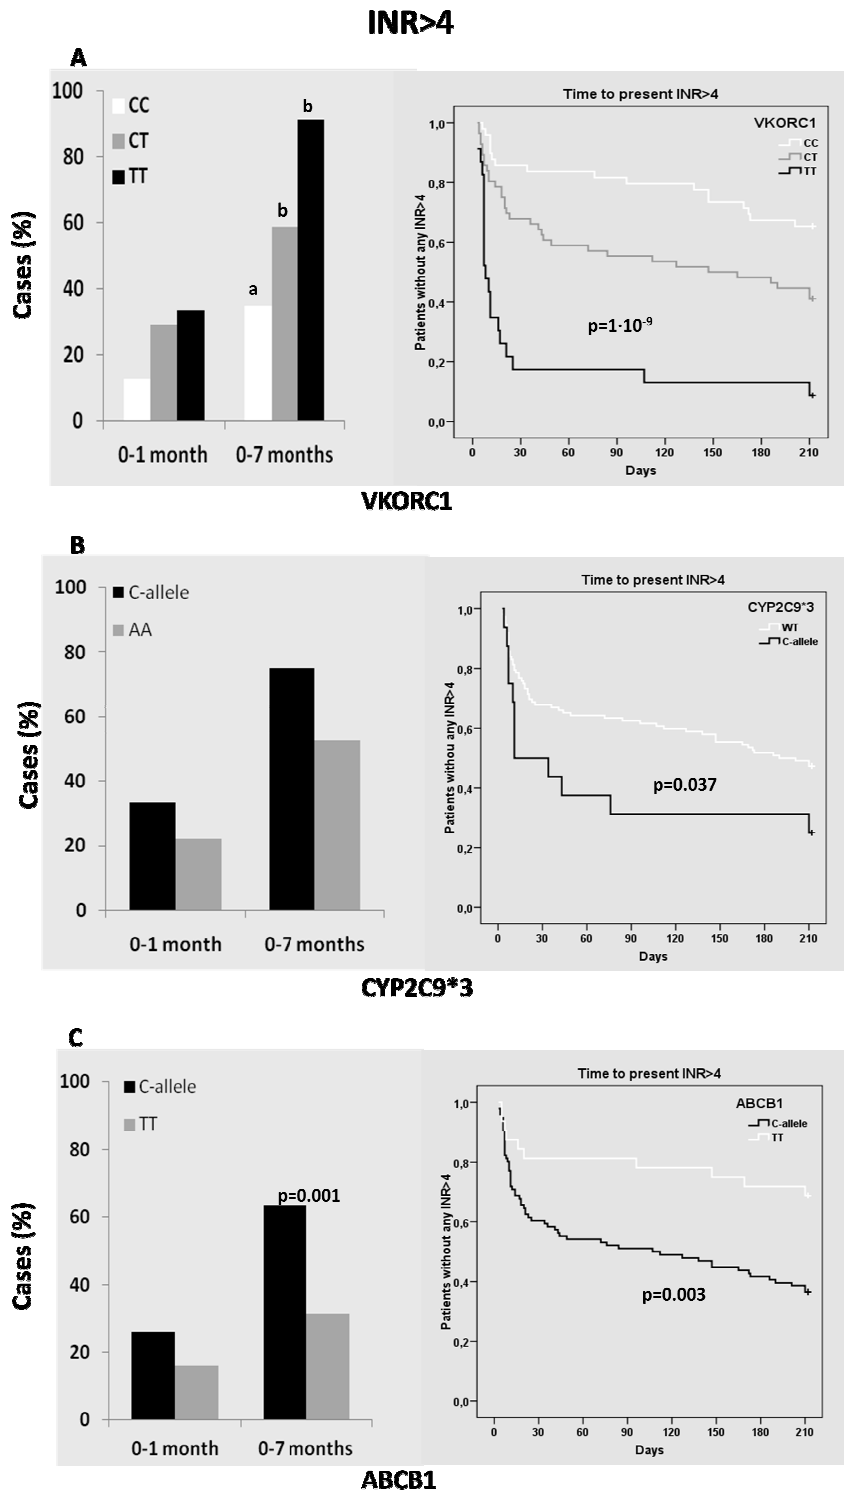 INR>4
A
100
80
60
40
20
0
Cases (%)
CC
CT
TT
a
b
b
0-1 month
0-7 months
Time to present INR>4
VKORC1
CC
CT
TT
Patients without any INR>4
1,0
0,8
0,6
0,4
0,2
0,0
p=1·10-9
0 30 60 90 120 150 180 210
Days
VKORC1
B
100
80
60
40
20
0
Cases (%)
C-allele
AA
0-1 month
0-7 months
Time to present INR>4
CYP2C9*3
WT
C-allele
Patients withou any INR>4
1,0
0,8
0,6
0,4
0,2
0,0
p=0.037
0 30 60 90 120 150 180 210
Days
CYP2C9*3
C
100
80
60
40
20
0
Cases (%)
C-allele
TT
p=0.001
0-1 month
0-7 months
Time to present INR>4
ABCB1
C-allele
TT
Patients without any INR>4
1,0
0,8
0,6
0,4
0,2
0,0
p=0.003
0 30 60 90 120 150 180 210
Days
ABCB1